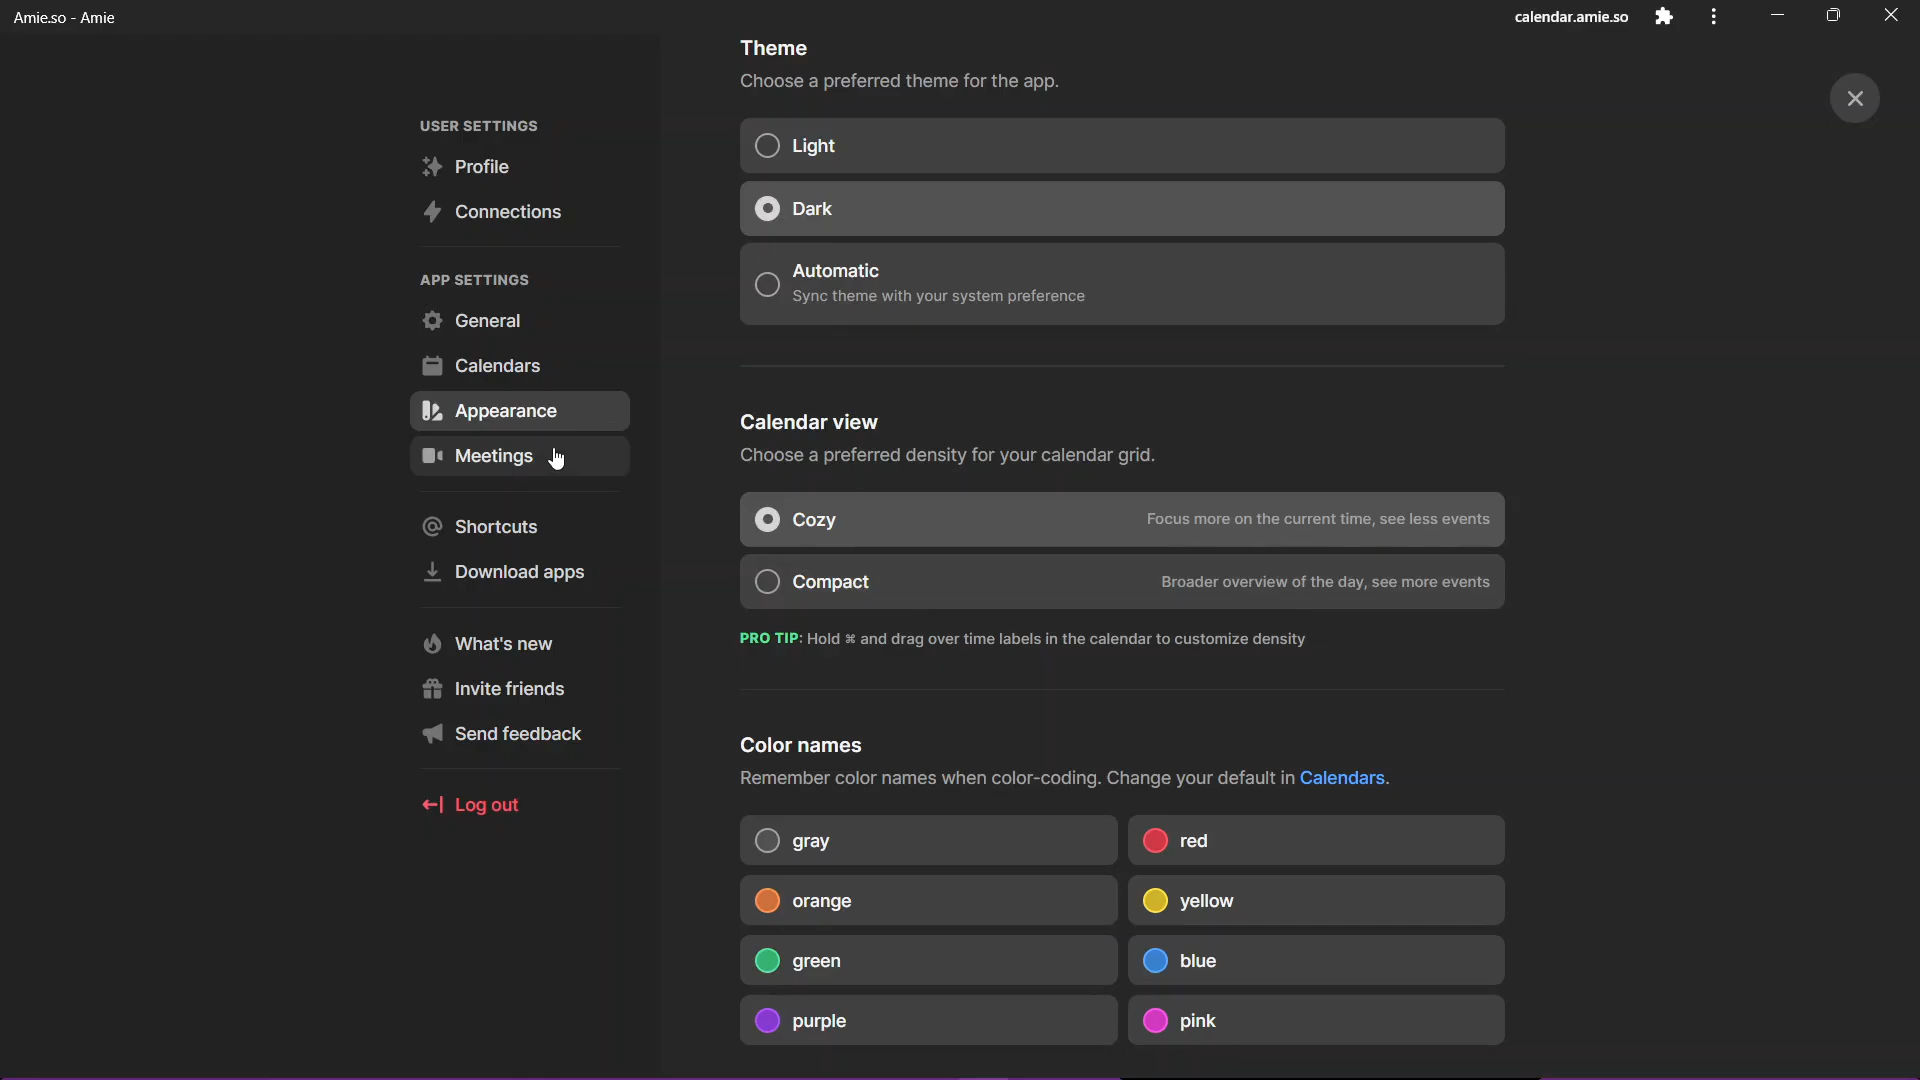 Amie.so - Amie
calendar.amie.so
USER SETTINGS
Profile
Connections
APP SETTINGS
General
Calendars
Appearance
Meetings
Shortcuts
Download apps
What's new
Invite friends
Send feedback
Log out
Theme
Choose a preferred theme for the app.
Light
Dark
Automatic
Sync theme with your system preference
Calendar view
Choose a preferred density for your calendar grid.
Cozy Focus more on the current time, see less events
Compact Broader overview of the day, see more events
PRO TIP: Hold ⌘ and drag over time labels in the calendar to customize density
Color names
Remember color names when color-coding. Change your default in Calendars.
gray red
orange yellow
green blue
purple pink